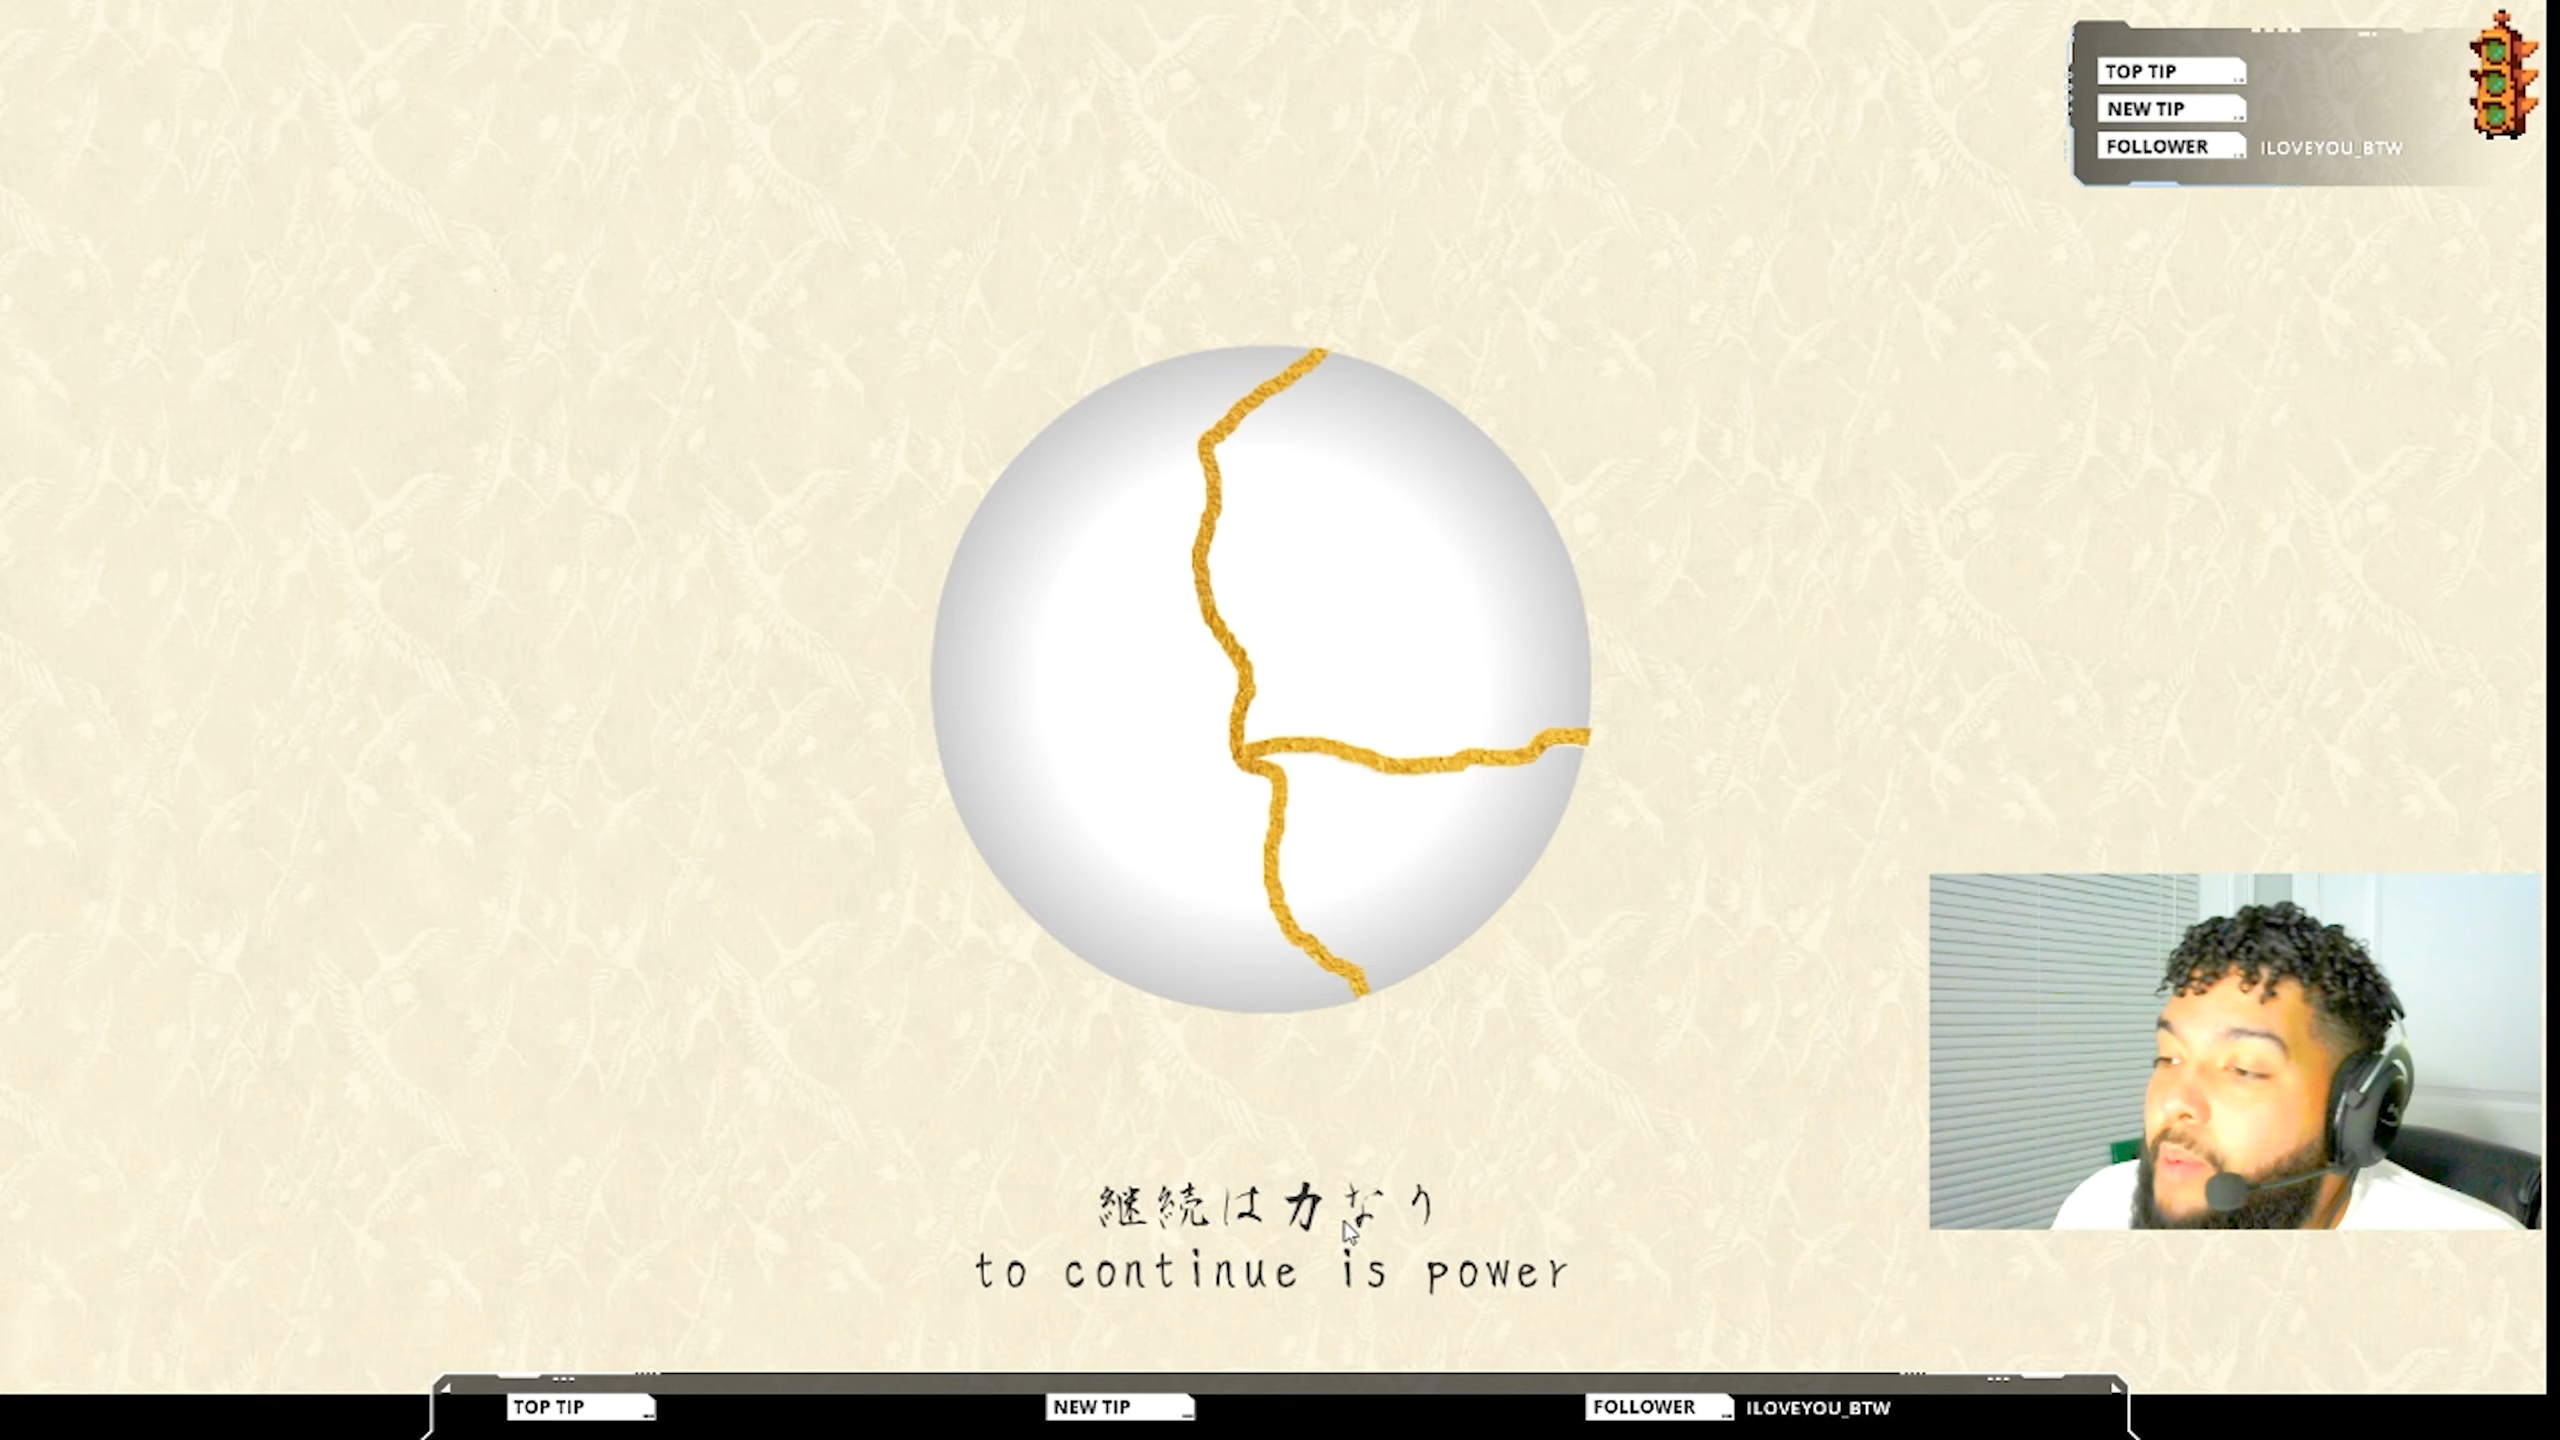 TOP TIP
NEW TIP
FOLLOWER ILOVEYOU_BTW
継続は力なり
to continue is power
TOP TIP NEW TIP FOLLOWER ILOVEYOU_BTW